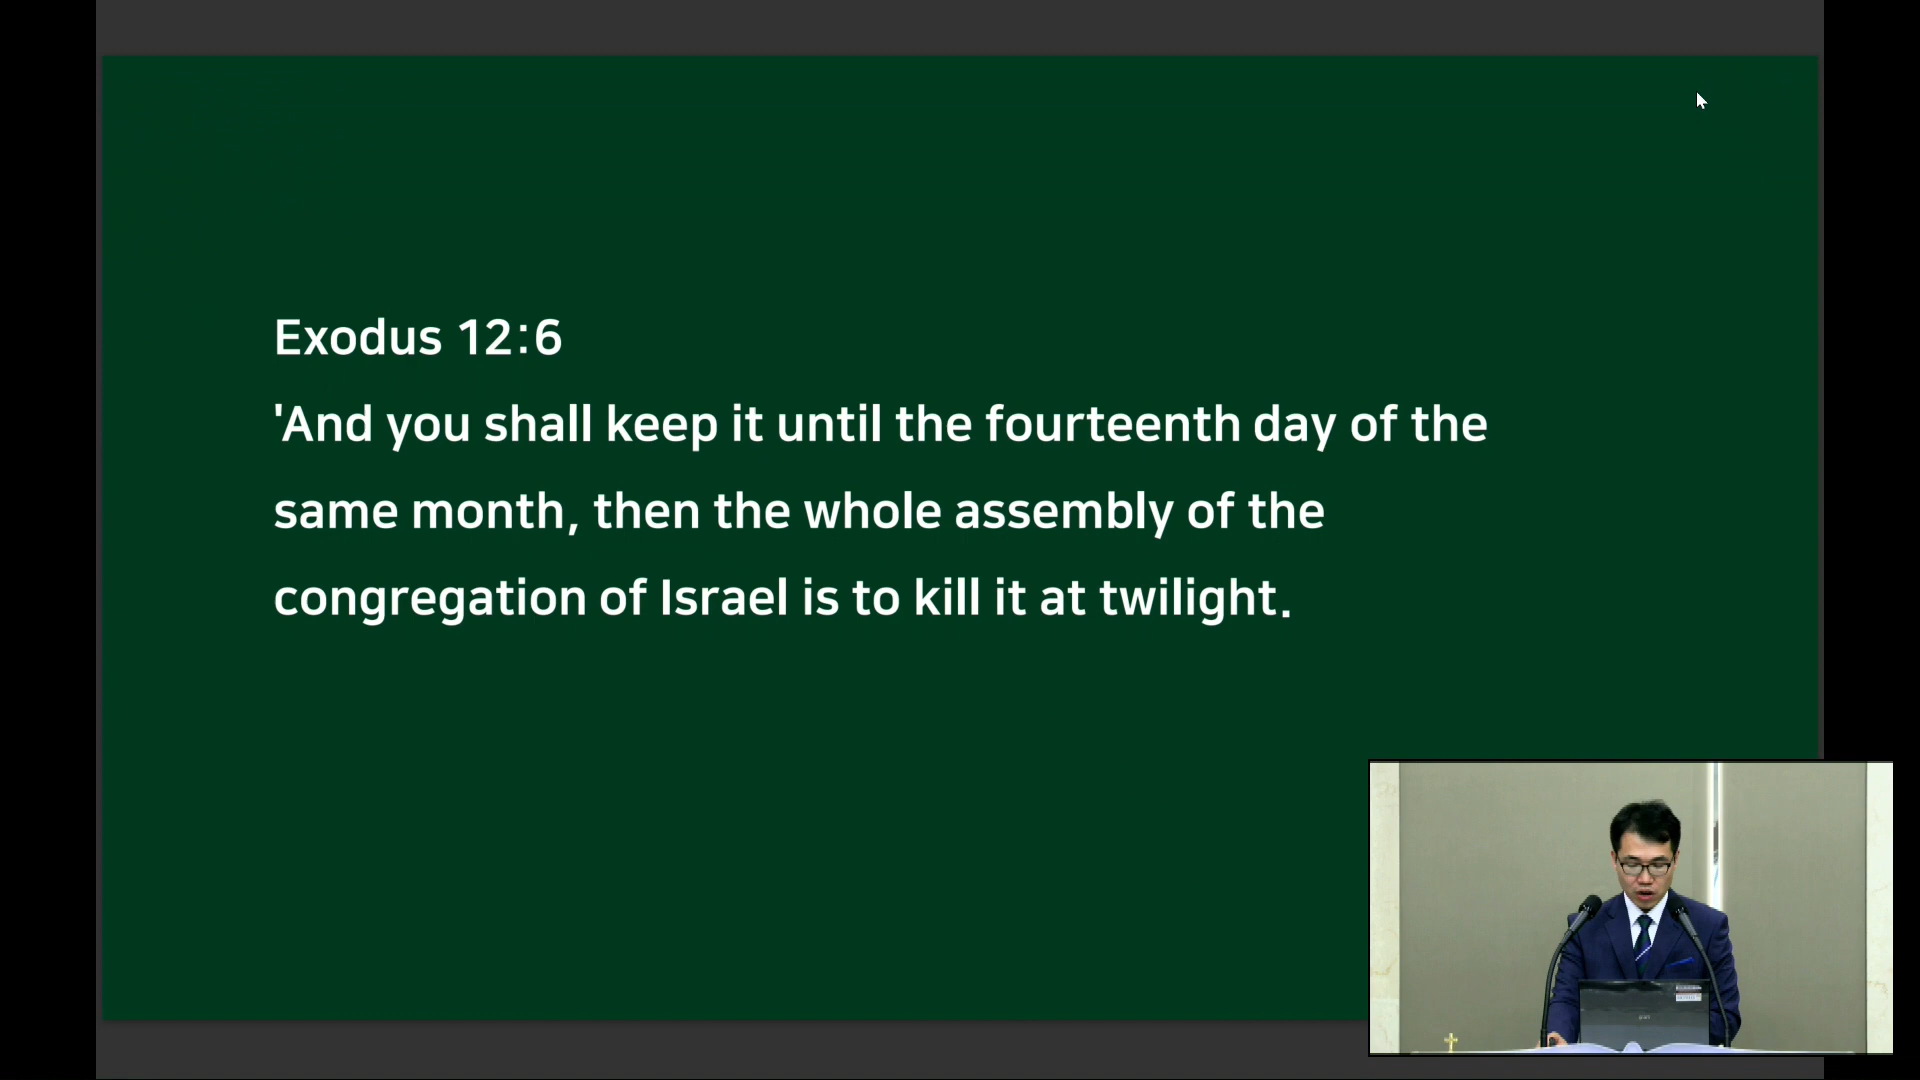 Exodus 12:6
'And you shall keep it until the fourteenth day of the
same month, then the whole assembly of the
congregation of Israel is to kill it at twilight.